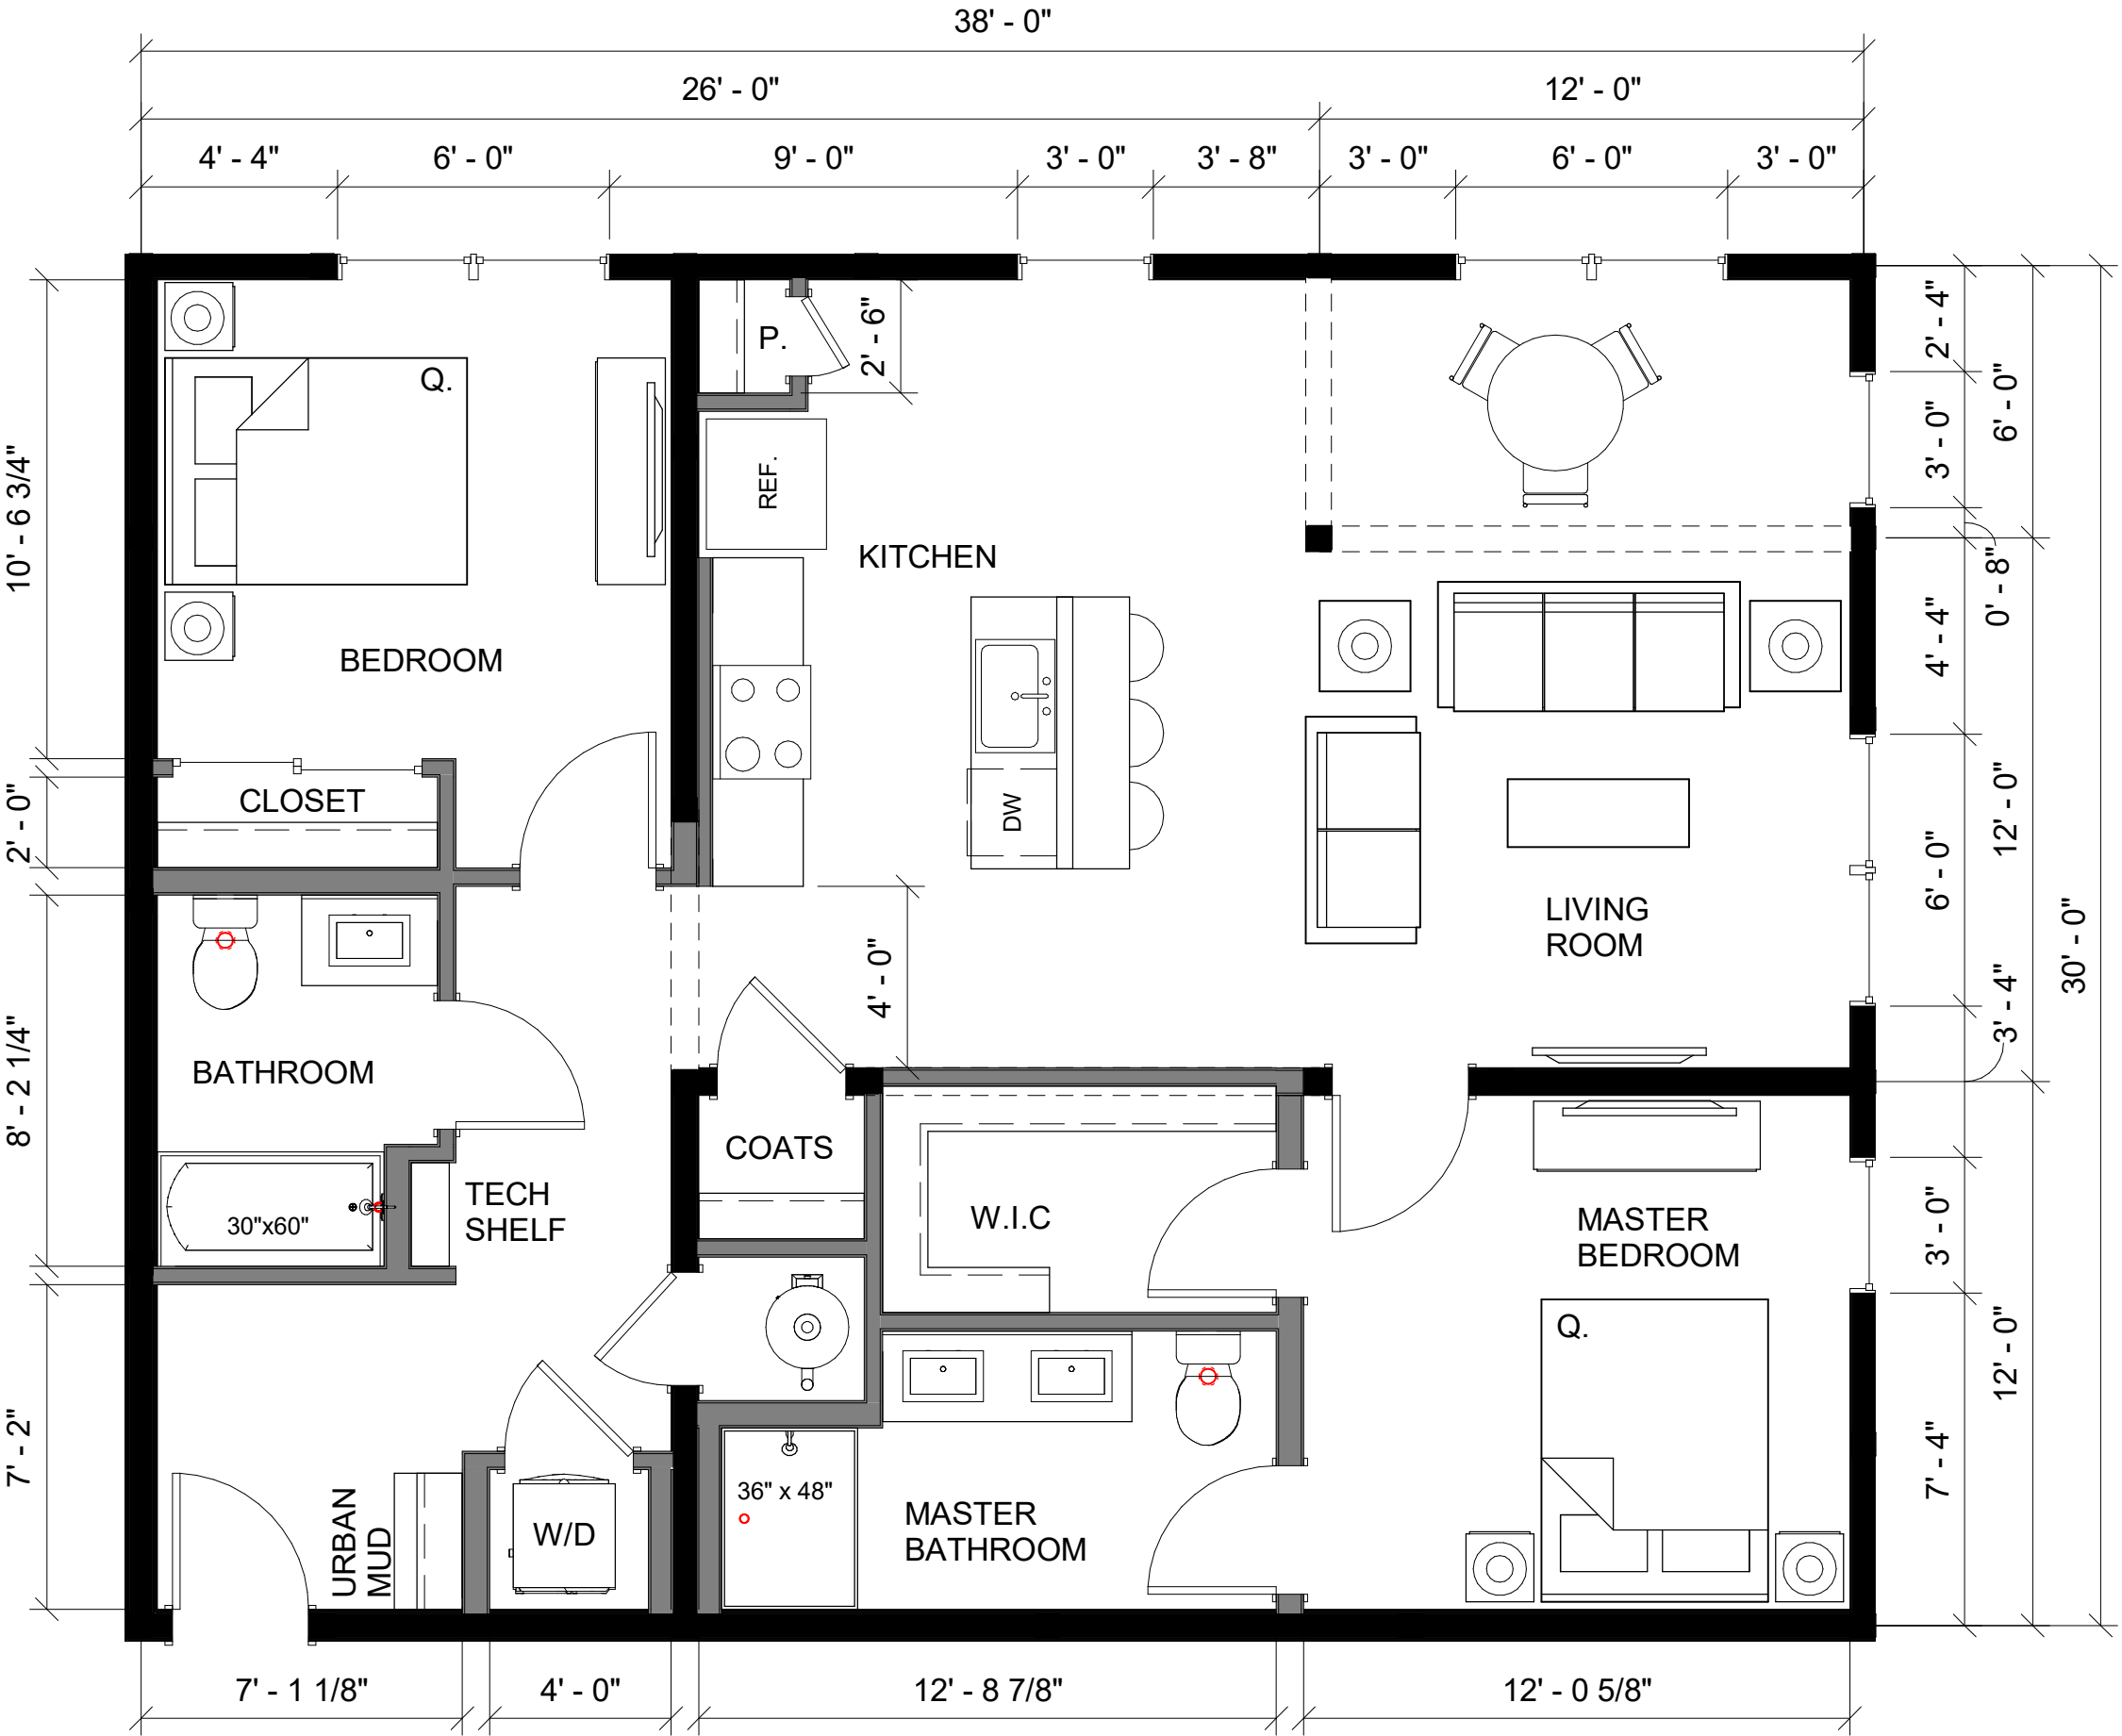 38' - 0"
26' - 0"
12' - 0"
4' - 4"
6' - 0"
9' - 0"
3' - 0"
3' - 8"
3' - 0"
6' - 0"
3' - 0"
P.
2' - 6"
2' - 4"
Q.
6' - 0"
3' - 0"
REF.
10' - 6 3/4"
KITCHEN
0' - 8"
4' - 4"
BEDROOM
CLOSET
DW
2' - 0"
12' - 0"
6' - 0"
LIVING
ROOM
30' - 0"
4' - 0"
3' - 4"
BATHROOM
8' - 2 1/4"
COATS
TECH
SHELF
30"x60"
W.I.C
MASTER
BEDROOM
3' - 0"
Q.
12' - 0"
7' - 2"
7' - 4"
36" x 48"
URBAN
MUD
W/D
MASTER
BATHROOM
7' - 1 1/8"
4' - 0"
12' - 8 7/8"
12' - 0 5/8"